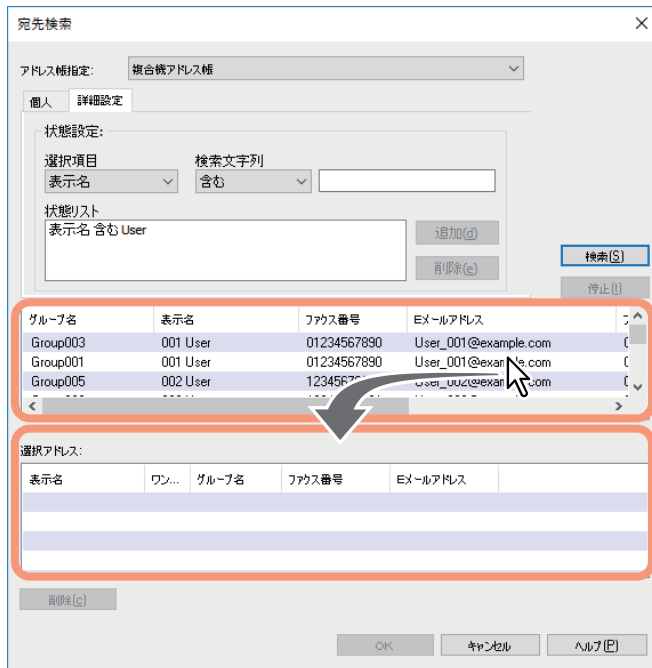 宛先検索
アドレス帳指定: 複合機アドレス帳
個人 詳細設定
状態設定:
選択項目 検索文字列
表示名 含む
状態リスト
表示名 含む User
追加(d)
削除(e)
検索(S)
停止(t)
グループ名 表示名 ファクス番号 Eメールアドレス
Group003 001 User 01234567890 User_001@example.com
Group001 001 User 01234567890 User_001@example.com
Group005 002 User User_002@example.com
選択アドレス:
表示名 ワン... グループ名 ファクス番号 Eメールアドレス
削除(c)
OK キャンセル ヘルプ(P)